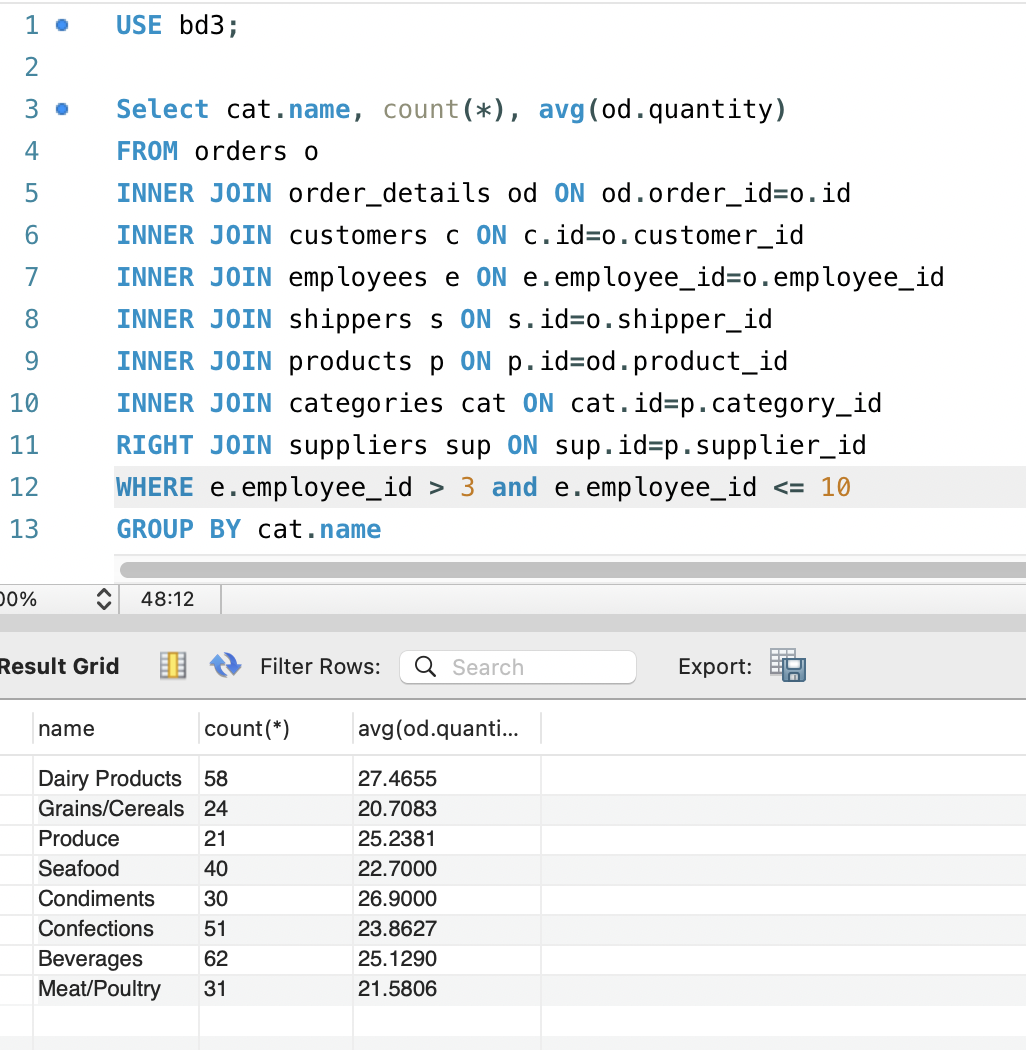 1 USE bd3;
2
3 Select cat.name, count(*), avg(od.quantity)
4 FROM orders o
5 INNER JOIN order_details od ON od.order_id=o.id
6 INNER JOIN customers c ON c.id=o.customer_id
7 INNER JOIN employees e ON e.employee_id=o.employee_id
8 INNER JOIN shippers s ON s.id=o.shipper_id
9 INNER JOIN products p ON p.id=od.product_id
10 INNER JOIN categories cat ON cat.id=p.category_id
11 RIGHT JOIN suppliers sup ON sup.id=p.supplier_id
12 WHERE e.employee_id > 3 and e.employee_id <= 10
13 GROUP BY cat.name
00% 48:12
Result Grid Filter Rows: Search Export:
name count(*) avg(od.quanti...
Dairy Products 58 27.4655
Grains/Cereals 24 20.7083
Produce 21 25.2381
Seafood 40 22.7000
Condiments 30 26.9000
Confections 51 23.8627
Beverages 62 25.1290
Meat/Poultry 31 21.5806